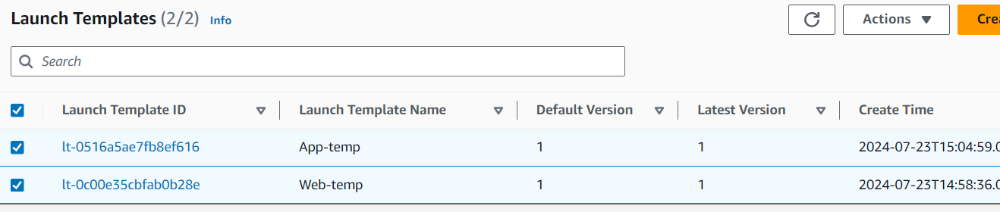 Launch Templates (2/2) Info Actions Crea
Search
Launch Template ID Launch Template Name Default Version Latest Version Create Time
lt-0516a5ae7fb8ef616 App-temp 1 1 2024-07-23T15:04:59.0
lt-0c00e35cbfab0b28e Web-temp 1 1 2024-07-23T14:58:36.0